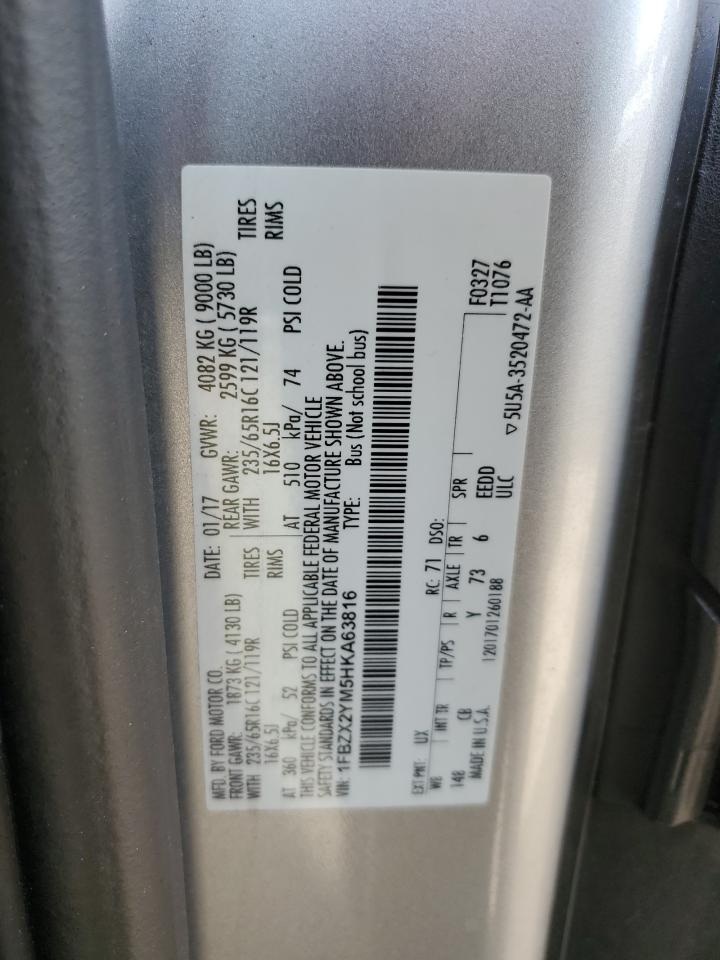 MFD. BY FORD MOTOR CO.
DATE: 01/17 GVWR: 4082 KG ( 9000 LB)
FRONT GAWR: 1873 KG ( 4130 LB) REAR GAWR: 2599 KG ( 5730 LB)
WITH 235/65R16C 121/119R TIRES WITH 235/65R16C 121/119R TIRES
16X6.5J RIMS 16X6.5J RIMS
AT 360 kPa/ 52 PSI COLD AT 510 kPa/ 74 PSI COLD
THIS VEHICLE CONFORMS TO ALL APPLICABLE FEDERAL MOTOR VEHICLE
SAFETY STANDARDS IN EFFECT ON THE DATE OF MANUFACTURE SHOWN ABOVE.
VIN: 1FBZX2YM5HKA63816 TYPE: Bus (Not school bus)
EXT PNT: UX RC: 71 DSO:
WB INT TR TP/PS R AXLE TR SPR F0327
148 CB Y 73 6 EEDD T1076
MADE IN U.S.A. 1201701260188 ULC ▽ 5U5A-3520472-AA